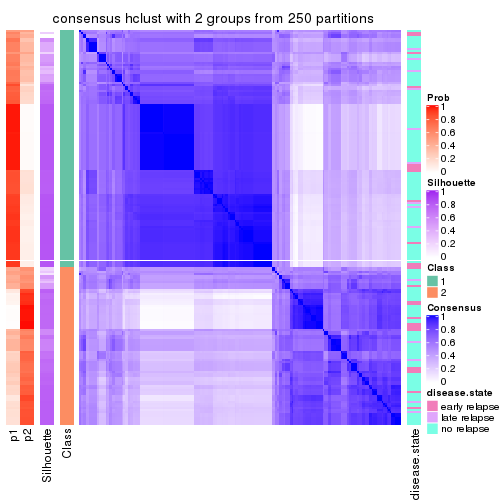 consensus hclust with 2 groups from 250 partitions
Prob
1
0.8
0.6
0.4
0.2
0
Silhouette
1
0.8
0.6
0.4
0.2
0
Class
1
2
Consensus
1
0.8
0.6
0.4
0.2
0
disease.state
early relapse
late relapse
no relapse
p1
p2
Silhouette
Class
disease.state